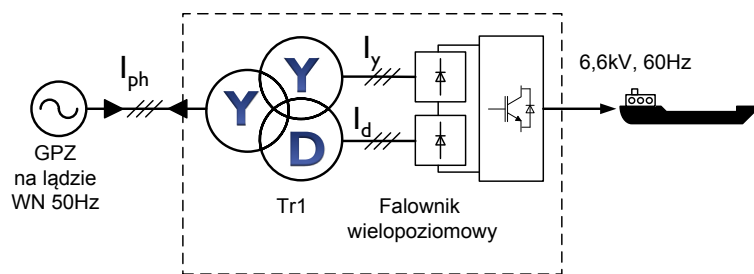 I_ph
GPZ
na lądzie
WN 50Hz
Y
Y
D
Tr1
I_y
I_d
Falownik
wielopoziomowy
6,6kV, 60Hz